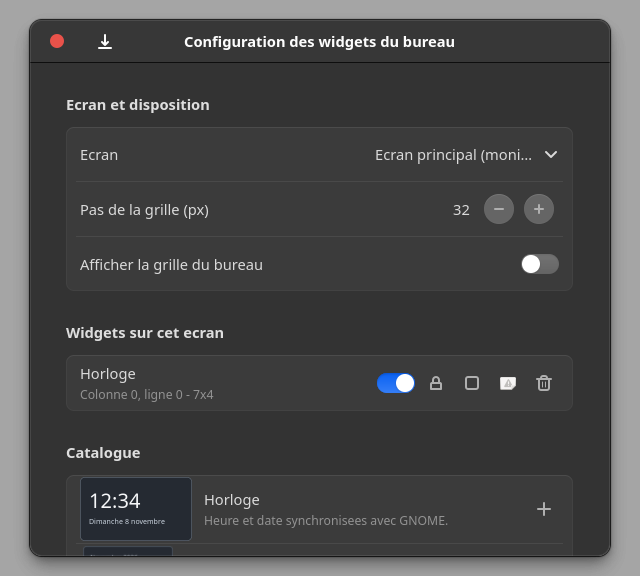 Configuration des widgets du bureau
Ecran et disposition
Ecran
Ecran principal (moni...
Pas de la grille (px)
32
Afficher la grille du bureau
Widgets sur cet ecran
Horloge
Colonne 0, ligne 0 - 7x4
Catalogue
12:34
Dimanche 8 novembre
Horloge
Heure et date synchronisees avec GNOME.